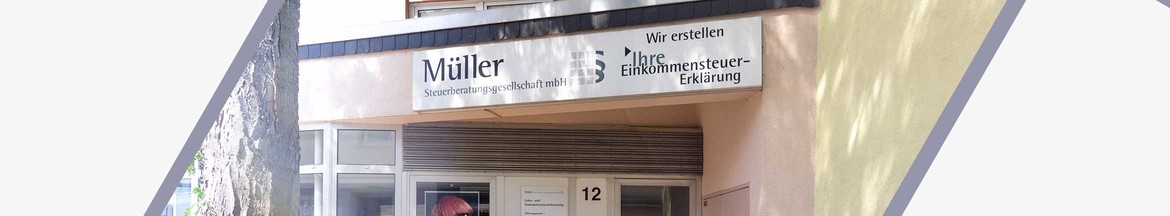 Müller
Steuerberatungsgesellschaft mbH
§
Wir erstellen
Ihre
Einkommensteuer-
Erklärung
12